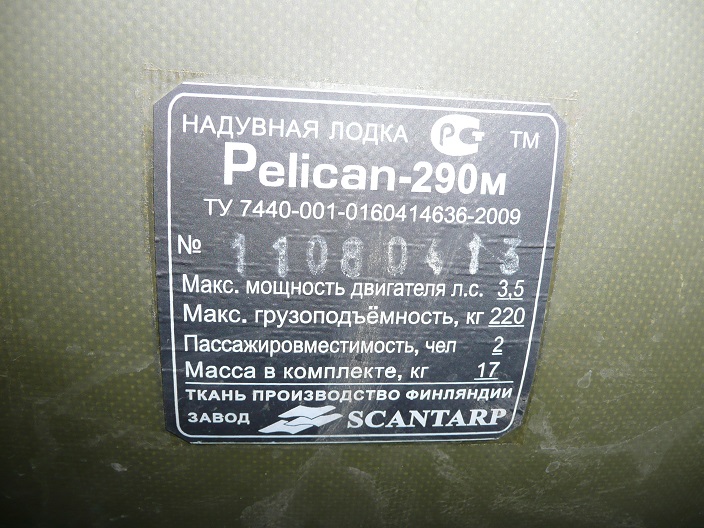 НАДУВНАЯ ЛОДКА РСТ ТМ
Pelican-290м
ТУ 7440-001-0160414636-2009
№ 11080413
Макс. мощность двигателя л.с. 3,5
Макс. грузоподъёмность, кг 220
Пассажировместимость, чел 2
Масса в комплекте, кг 17
ТКАНЬ ПРОИЗВОДСТВО ФИНЛЯНДИИ
ЗАВОД SCANTARP